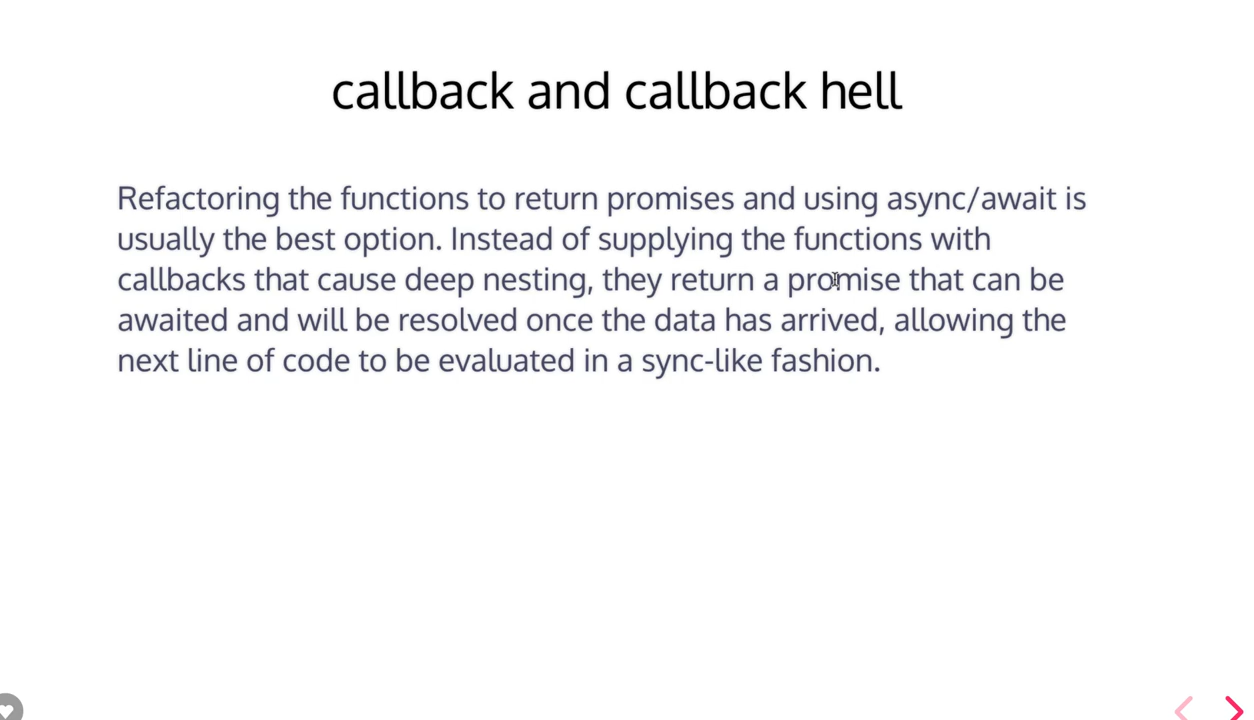 callback and callback hell
Refactoring the functions to return promises and using async/await is
usually the best option. Instead of supplying the functions with
callbacks that cause deep nesting, they return a promise that can be
awaited and will be resolved once the data has arrived, allowing the
next line of code to be evaluated in a sync-like fashion.